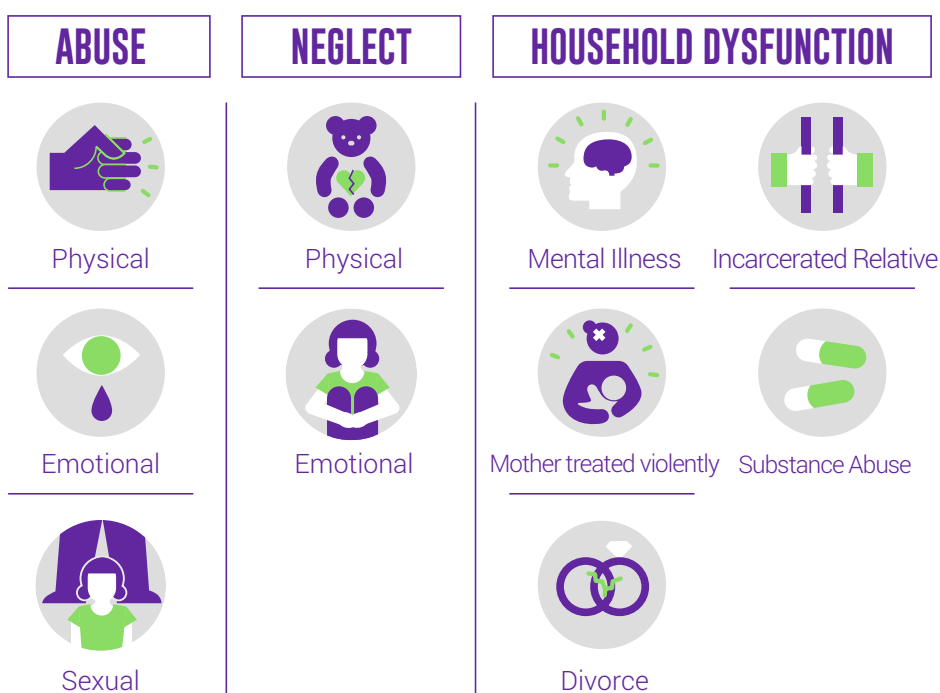 ABUSE
Physical
Emotional
Sexual
NEGLECT
Physical
Emotional
HOUSEHOLD DYSFUNCTION
Mental Illness
Incarcerated Relative
Mother treated violently
Substance Abuse
Divorce